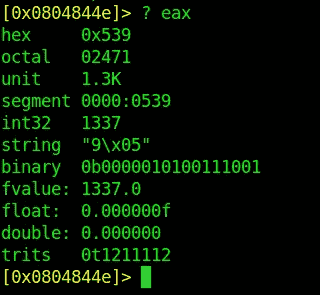 [0x0804844e]> ? eax
hex     0x539
octal   02471
unit    1.3K
segment 0000:0539
int32   1337
string  "9\x05"
binary  0b0000010100111001
fvalue: 1337.0
float:  0.000000f
double: 0.000000
trits   0t1211112
[0x0804844e]>